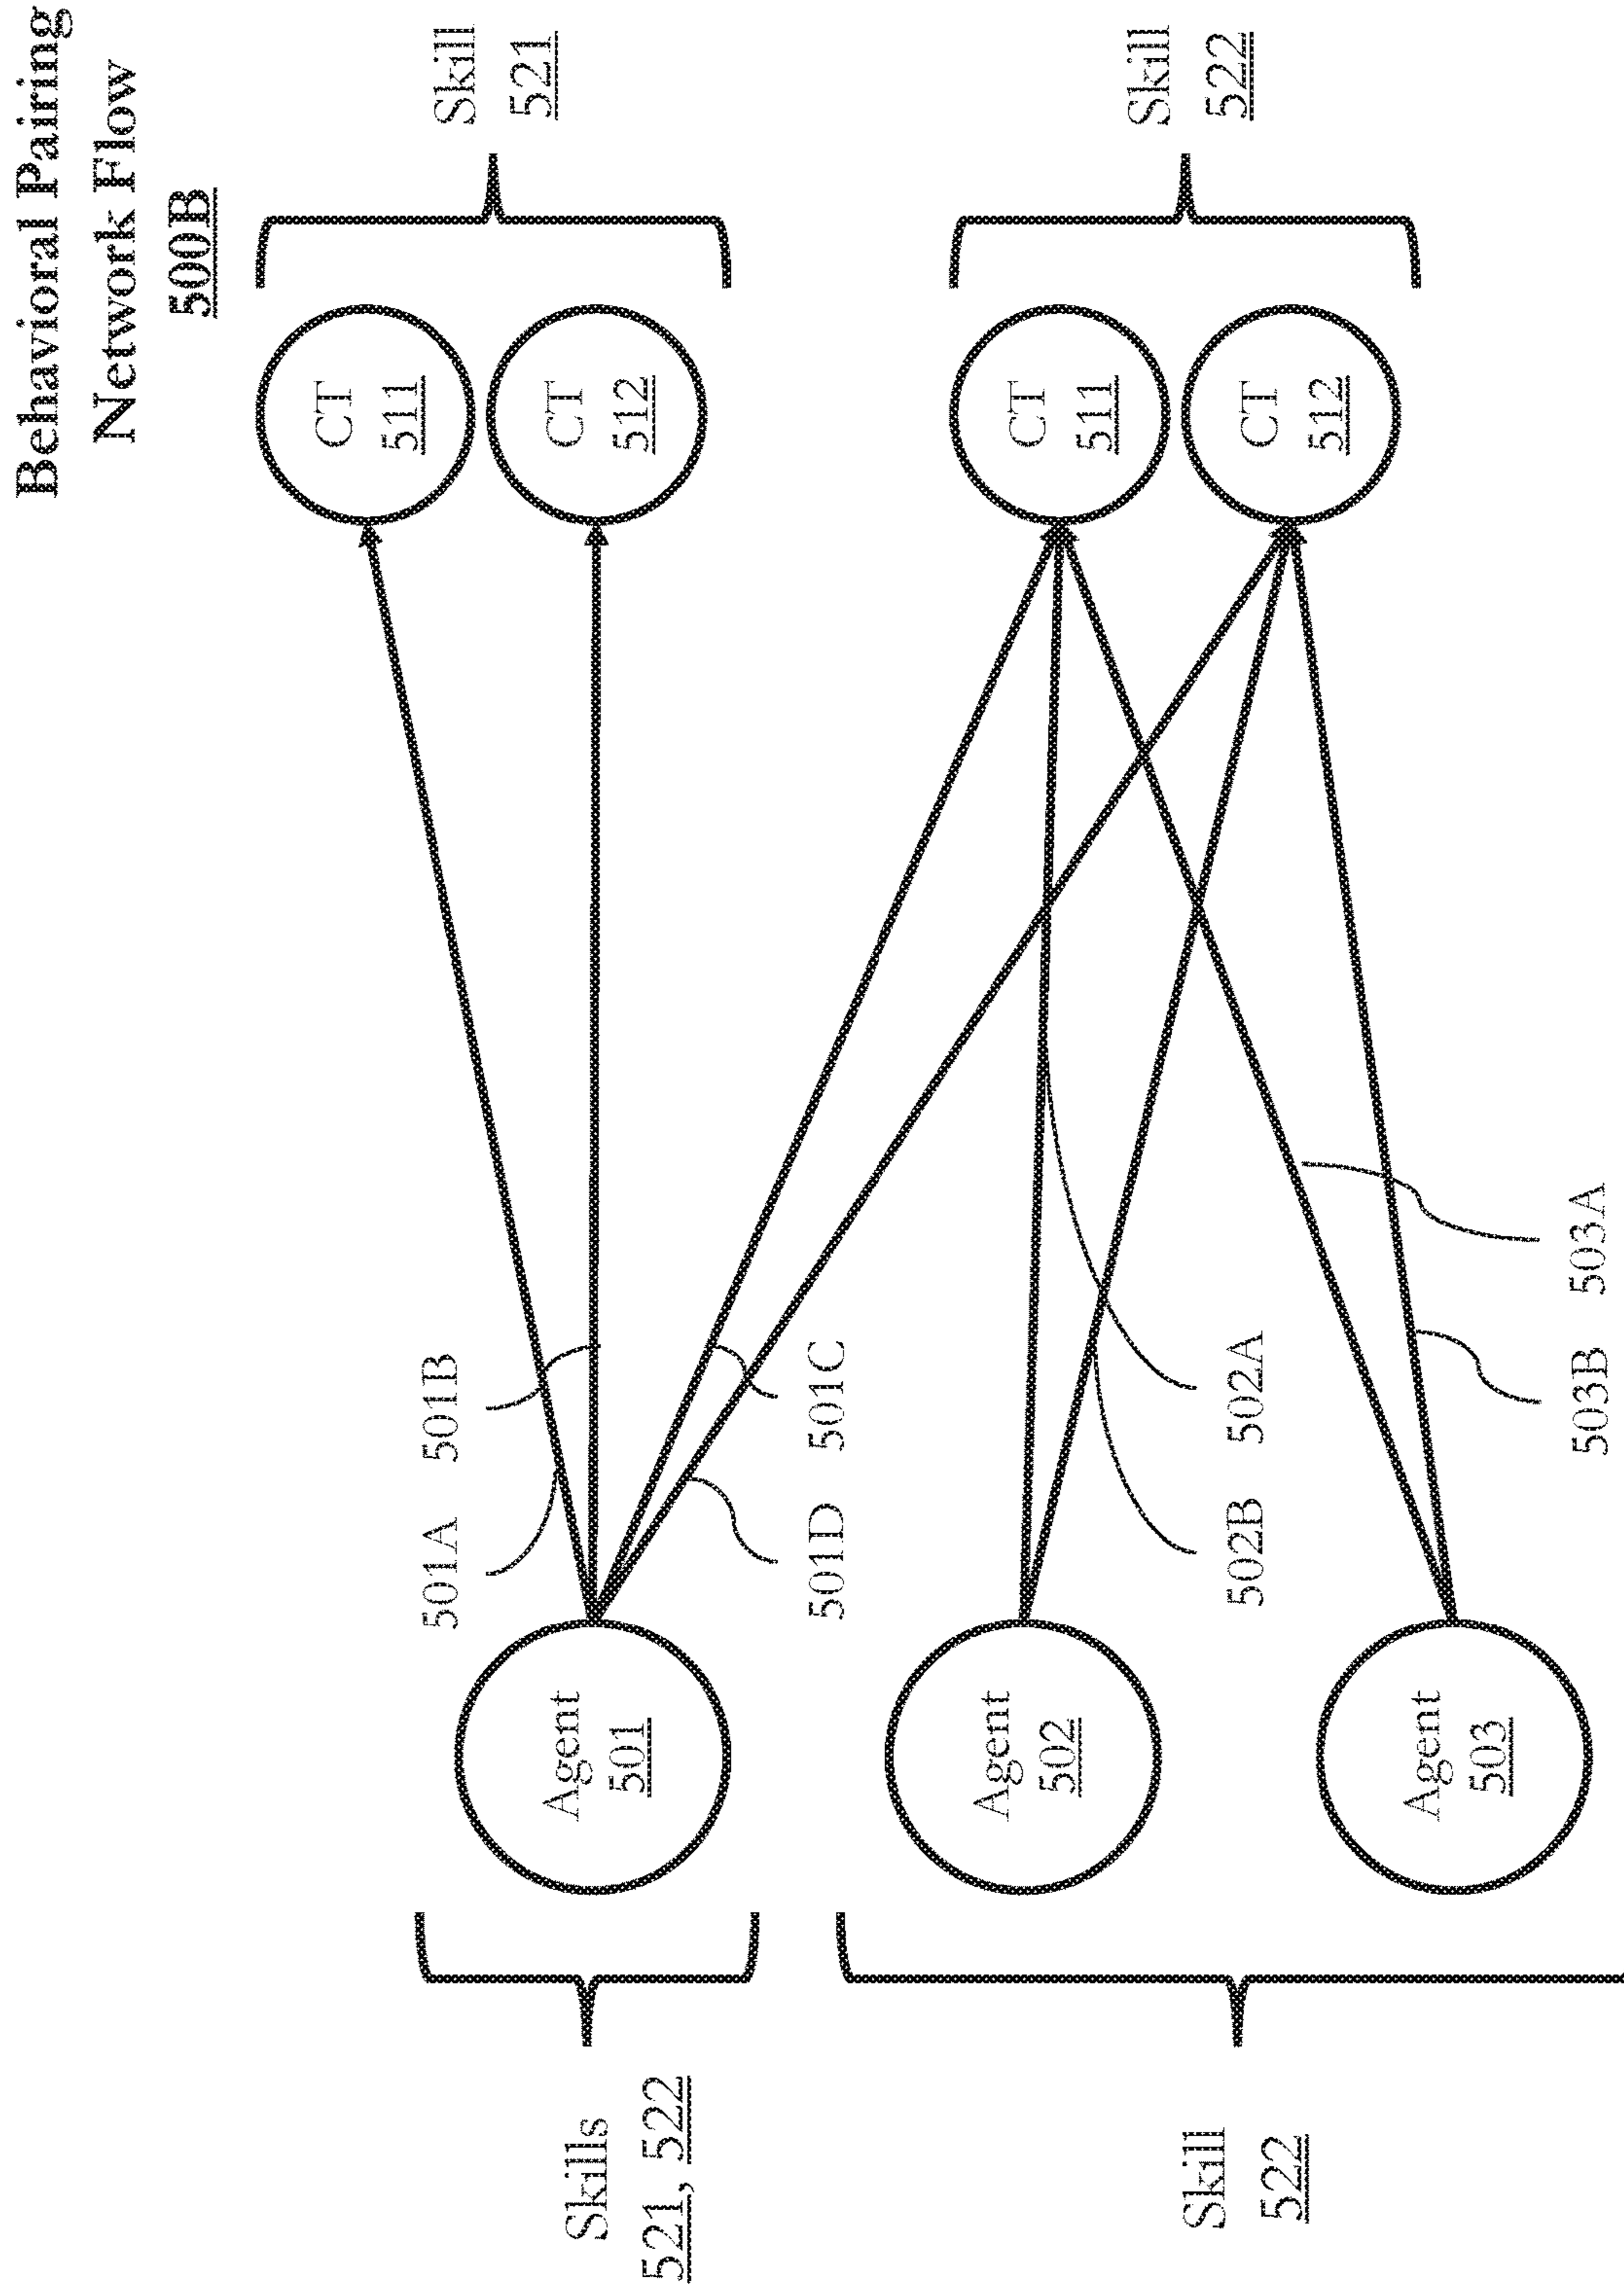 Behavioral Pairing
Network Flow
500B
Skills
521, 522
Agent
501
501A
501B
501D
501C
CT
511
CT
512
Skill
521
Skill
522
Agent
502
502B
502A
Agent
503
503B
503A
CT
511
CT
512
Skill
522